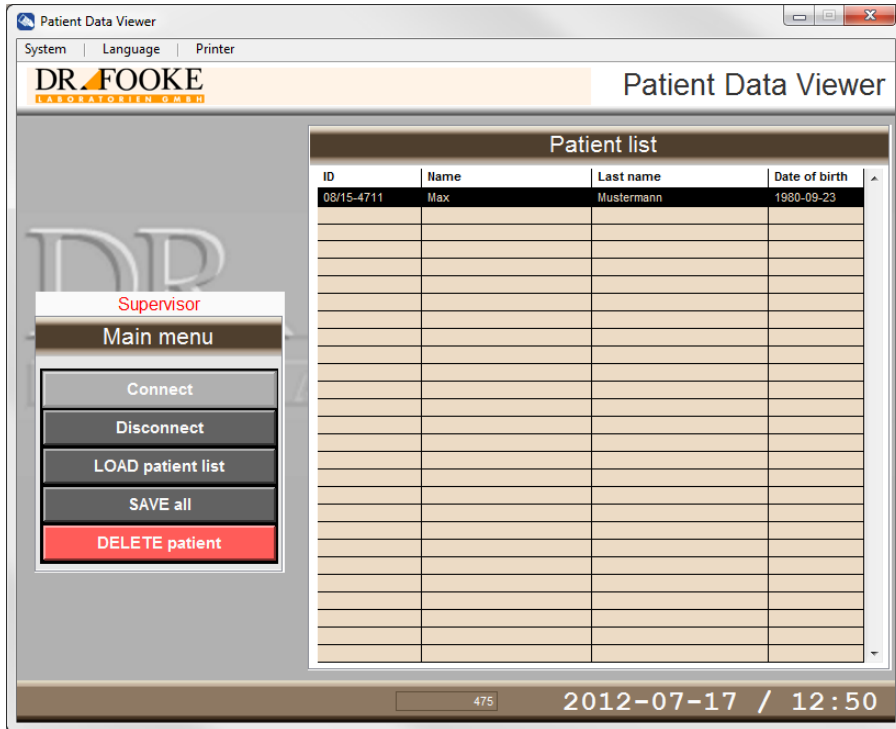 Patient Data Viewer
System | Language | Printer
DR. FOOKE
LABORATORIEN GMBH
Patient Data Viewer
Patient list
ID Name Last name Date of birth
08/15-4711 Max Mustermann 1980-09-23
DR
Supervisor
Main menu
Connect
Disconnect
LOAD patient list
SAVE all
DELETE patient
475 2012-07-17 / 12:50